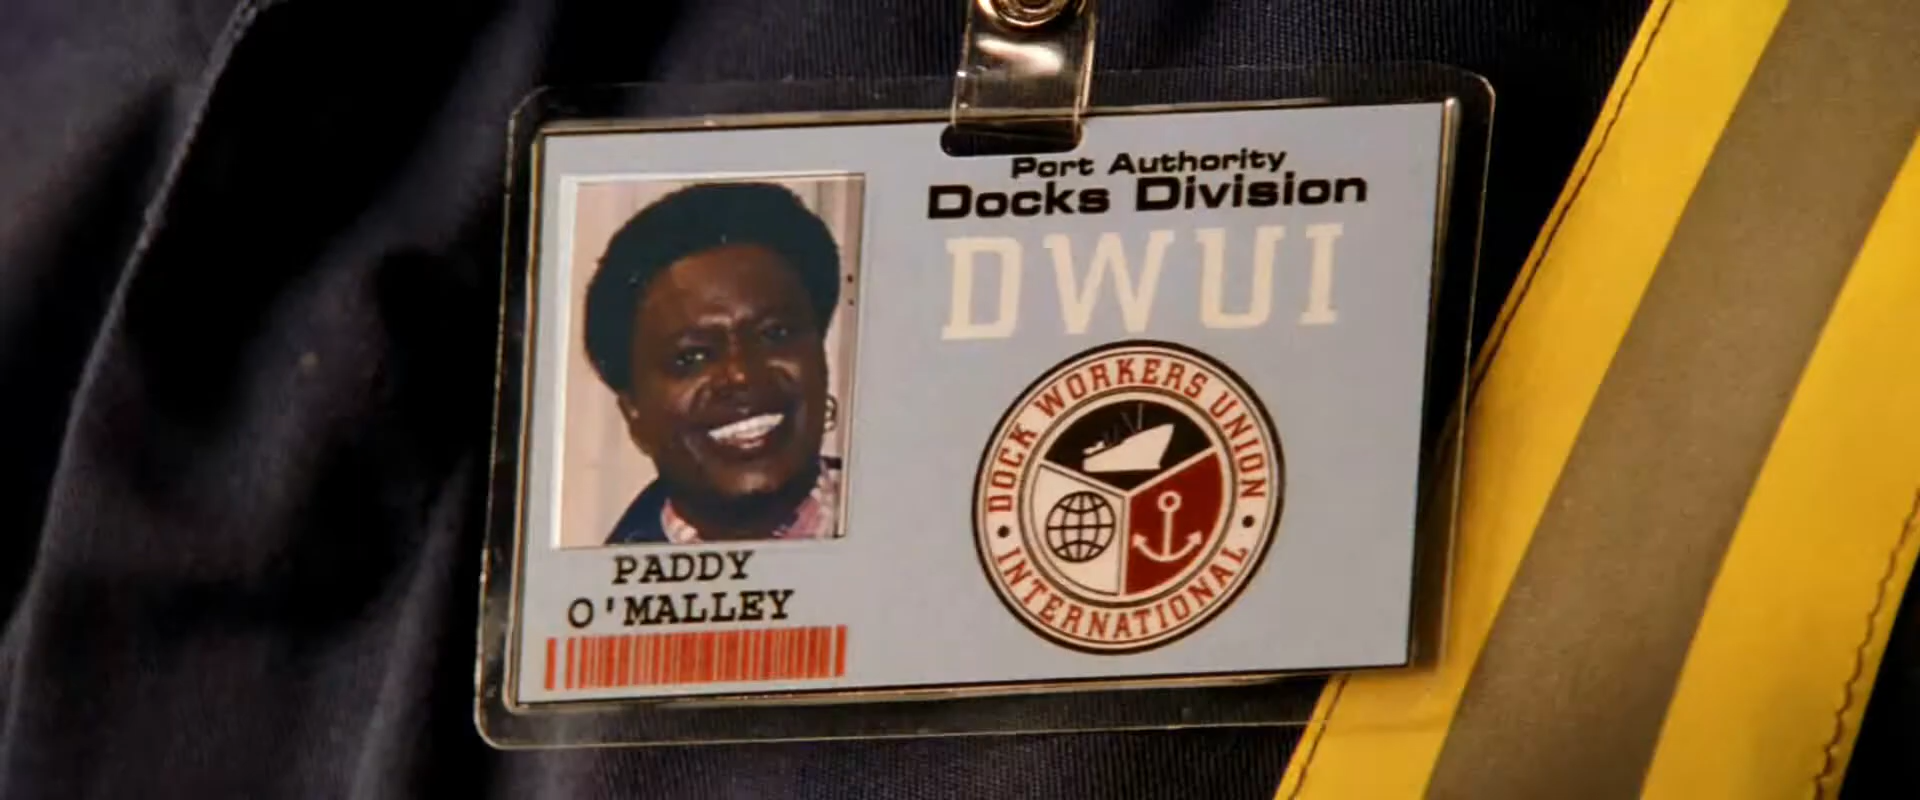 Port Authority
Docks Division
DWUI
DOCK WORKERS UNION
INTERNATIONAL
PADDY
O'MALLEY